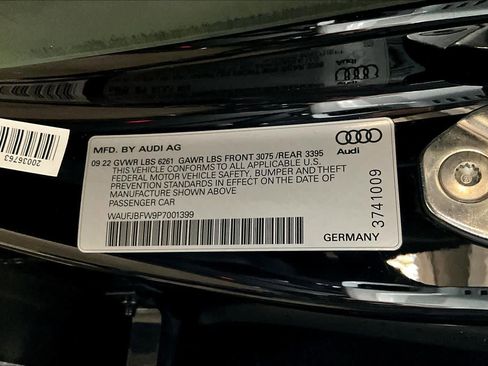 MFD. BY AUDI AG
09 22 GVWR LBS 6261 GAWR LBS FRONT 3075 /REAR 3395
THIS VEHICLE CONFORMS TO ALL APPLICABLE U.S.
FEDERAL MOTOR VEHICLE SAFETY, BUMPER AND THEFT
PREVENTION STANDARDS IN EFFECT ON THE DATE OF
MANUFACTURE SHOWN ABOVE
PASSENGER CAR
WAUFJBFW9P7001399
Audi
GERMANY
3741009
20036763